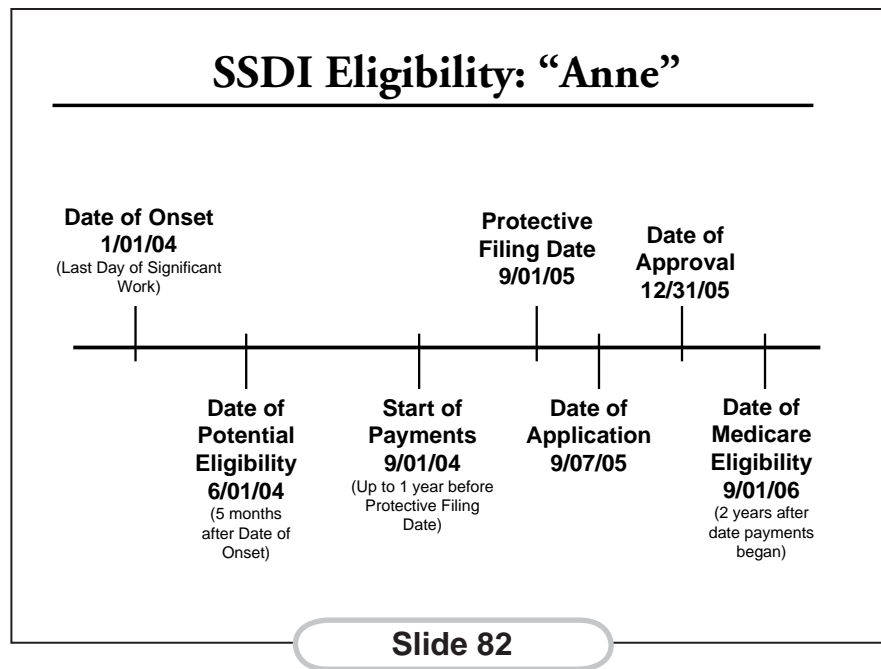 SSDI Eligibility: “Anne”
Date of Onset
1/01/04
(Last Day of Significant
Work)
Protective
Filing Date
9/01/05
Date of
Approval
12/31/05
Date of
Potential
Eligibility
6/01/04
(5 months
after Date of
Onset)
Start of
Payments
9/01/04
(Up to 1 year before
Protective Filing
Date)
Date of
Application
9/07/05
Date of
Medicare
Eligibility
9/01/06
(2 years after
date payments
began)
Slide 82